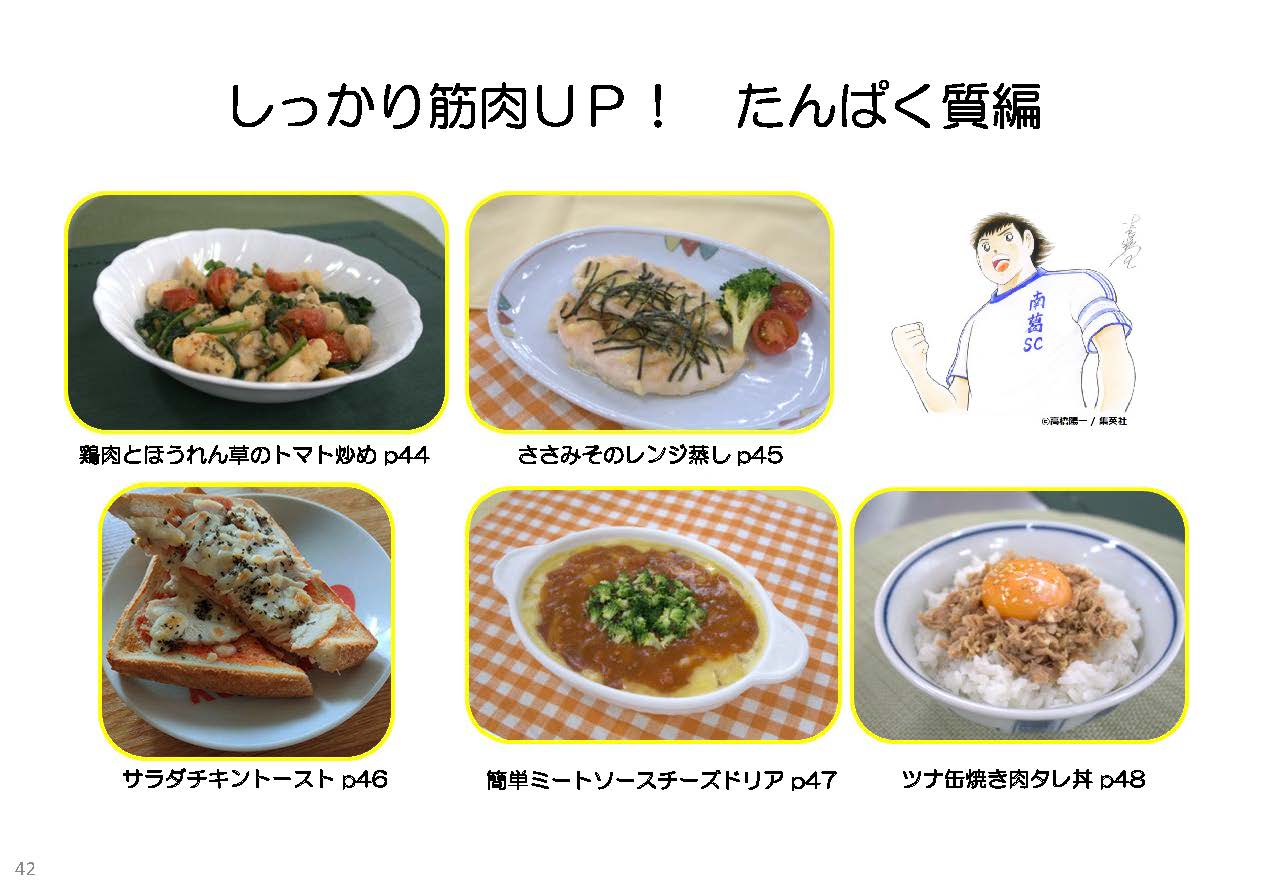 しっかり筋肉ＵＰ！　たんぱく質編
南
葛
SC
©高橋陽一 / 集英社
鶏肉とほうれん草のトマト炒め p44
ささみそのレンジ蒸し p45
サラダチキントースト p46
簡単ミートソースチーズドリア p47
ツナ缶焼き肉タレ丼 p48
42